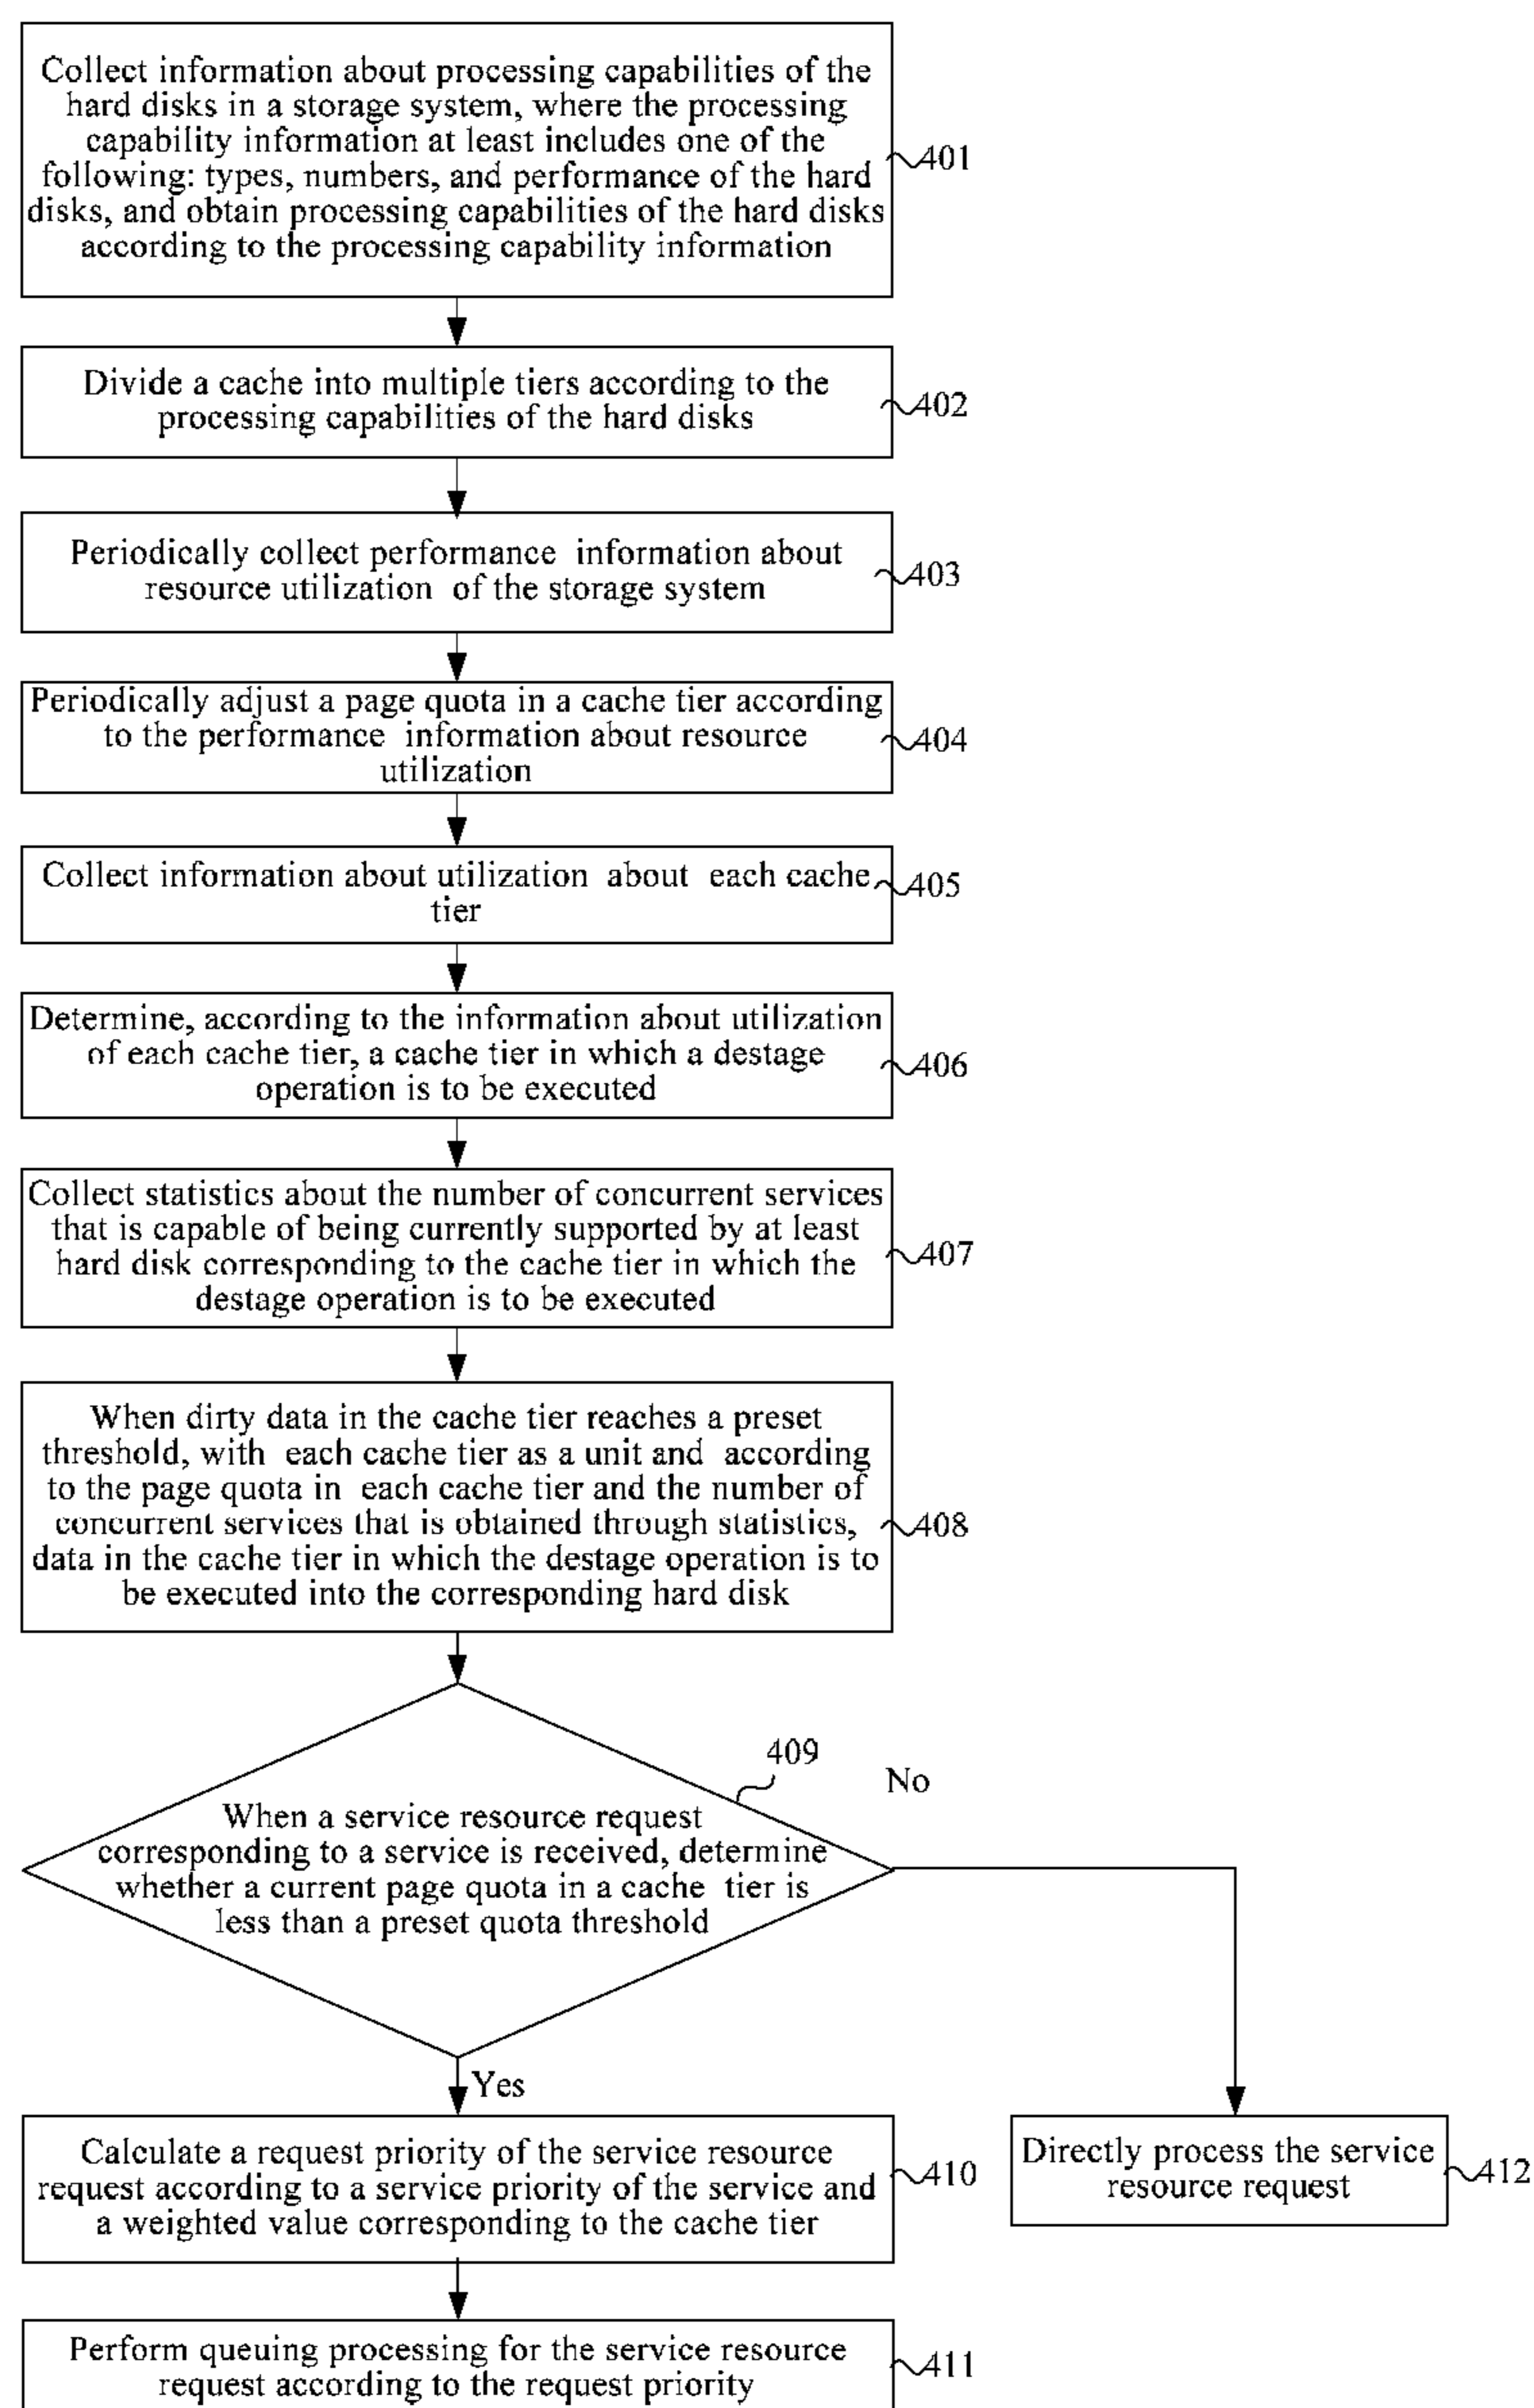 Collect information about processing capabilities of the
hard disks in a storage system, where the processing
capability information at least includes one of the
following: types, numbers, and performance of the hard
disks, and obtain processing capabilities of the hard disks
according to the processing capability information
401
Divide a cache into multiple tiers according to the
processing capabilities of the hard disks
402
Periodically collect performance information about
resource utilization of the storage system
403
Periodically adjust a page quota in a cache tier according
to the performance information about resource
utilization
404
Collect information about utilization about each cache
tier
405
Determine, according to the information about utilization
of each cache tier, a cache tier in which a destage
operation is to be executed
406
Collect statistics about the number of concurrent services
that is capable of being currently supported by at least
hard disk corresponding to the cache tier in which the
destage operation is to be executed
407
When dirty data in the cache tier reaches a preset
threshold, with each cache tier as a unit and according
to the page quota in each cache tier and the number of
concurrent services that is obtained through statistics,
data in the cache tier in which the destage operation is to
be executed into the corresponding hard disk
408
409
No
When a service resource request
corresponding to a service is received, determine
whether a current page quota in a cache tier is
less than a preset quota threshold
Yes
Calculate a request priority of the service resource
request according to a service priority of the service and
a weighted value corresponding to the cache tier
410
Directly process the service
resource request
412
Perform queuing processing for the service resource
request according to the request priority
411